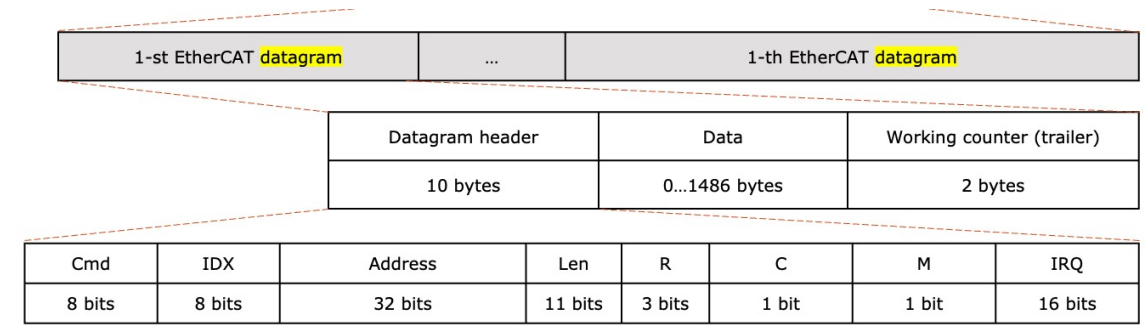 1-st EtherCAT datagram ... 1-th EtherCAT datagram
Datagram header Data Working counter (trailer)
10 bytes 0...1486 bytes 2 bytes
Cmd IDX Address Len R C M IRQ
8 bits 8 bits 32 bits 11 bits 3 bits 1 bit 1 bit 16 bits